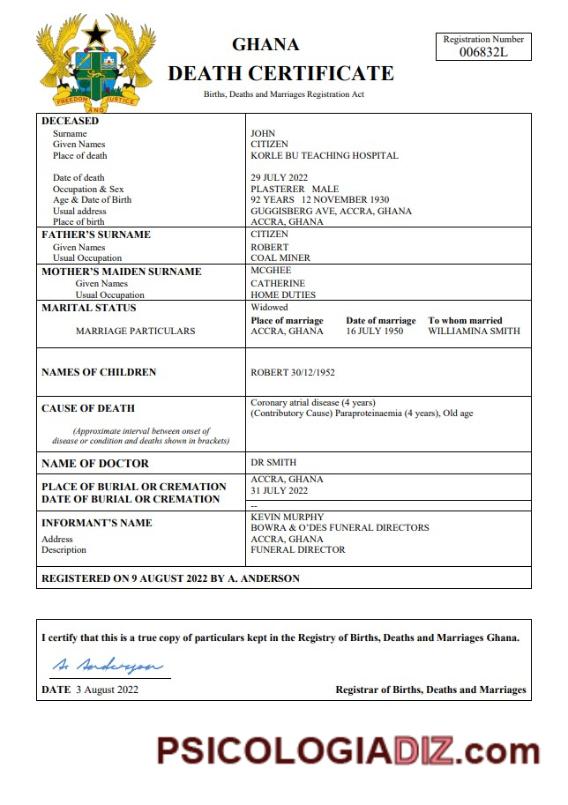 GHANA
Registration Number
006832L
DEATH CERTIFICATE
Births, Deaths and Marriages Registration Act
FREEDOM AND JUSTICE
DECEASED
Surname JOHN
Given Names CITIZEN
Place of death KORLE BU TEACHING HOSPITAL
Date of death 29 JULY 2022
Occupation & Sex PLASTERER MALE
Age & Date of Birth 92 YEARS 12 NOVEMBER 1930
Usual address GUGGISBERG AVE, ACCRA, GHANA
Place of birth ACCRA, GHANA
FATHER'S SURNAME CITIZEN
Given Names ROBERT
Usual Occupation COAL MINER
MOTHER'S MAIDEN SURNAME MCGHEE
Given Names CATHERINE
Usual Occupation HOME DUTIES
MARITAL STATUS Widowed
Place of marriage Date of marriage To whom married
MARRIAGE PARTICULARS ACCRA, GHANA 16 JULY 1950 WILLIAMINA SMITH
NAMES OF CHILDREN ROBERT 30/12/1952
Coronary atrial disease (4 years)
CAUSE OF DEATH (Contributory Cause) Paraproteinaemia (4 years), Old age
(Approximate interval between onset of
disease or condition and deaths shown in brackets)
NAME OF DOCTOR DR SMITH
PLACE OF BURIAL OR CREMATION ACCRA, GHANA
DATE OF BURIAL OR CREMATION 31 JULY 2022
--
INFORMANT'S NAME KEVIN MURPHY
BOWRA & O'DES FUNERAL DIRECTORS
Address ACCRA, GHANA
Description FUNERAL DIRECTOR
REGISTERED ON 9 AUGUST 2022 BY A. ANDERSON
I certify that this is a true copy of particulars kept in the Registry of Births, Deaths and Marriages Ghana.
A. Anderson
DATE 3 August 2022 Registrar of Births, Deaths and Marriages
PSICOLOGIADIZ.com